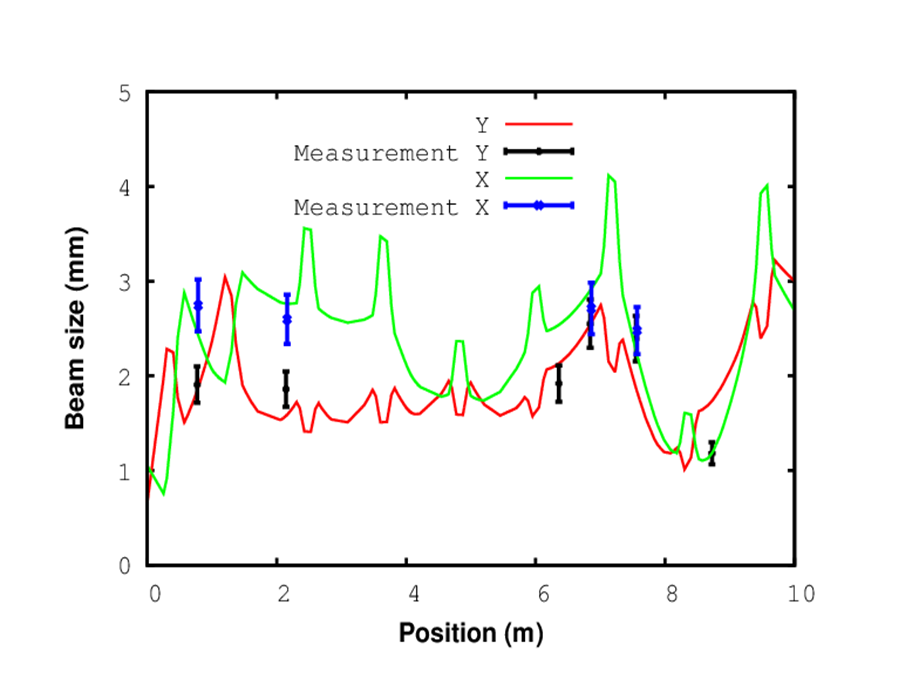 5
Y
Measurement Y
4
X
Measurement X
3
2
1
0
0 2 4 6 8 10
Beam size (mm)
Position (m)